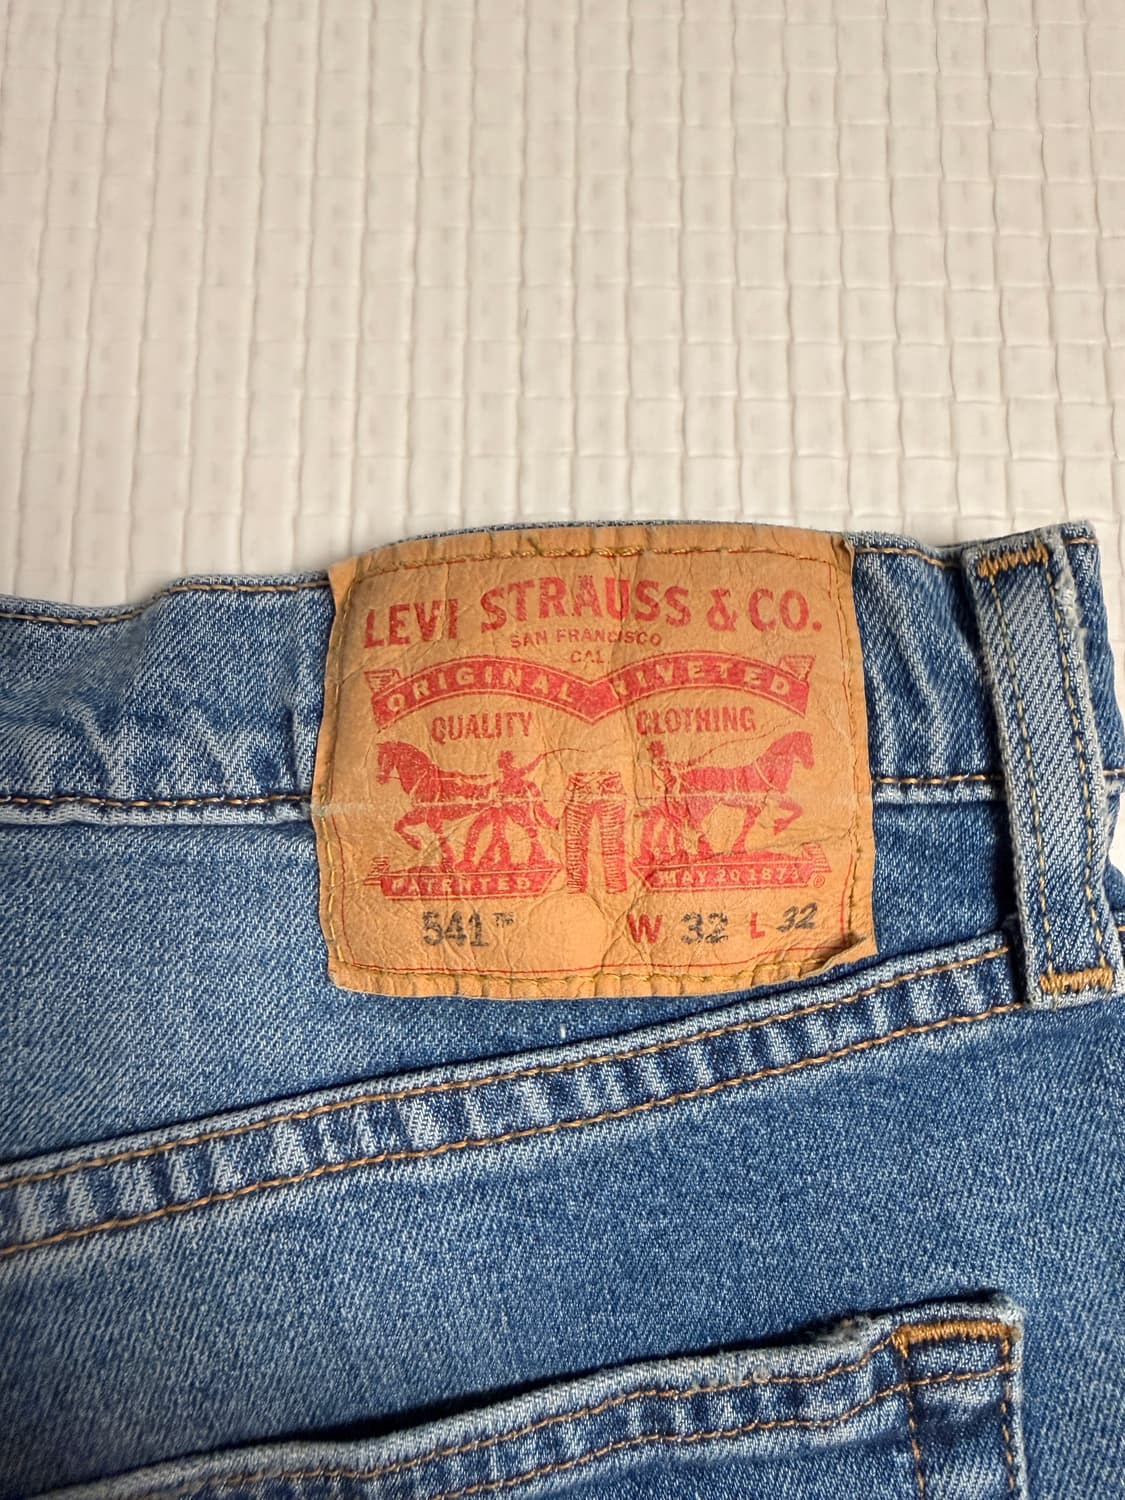 LEVI STRAUSS & CO.
SAN FRANCISCO
CAL
ORIGINAL RIVETED
QUALITY CLOTHING
PATENTED MAY 20 1873 ®
541™ W 32 L 32